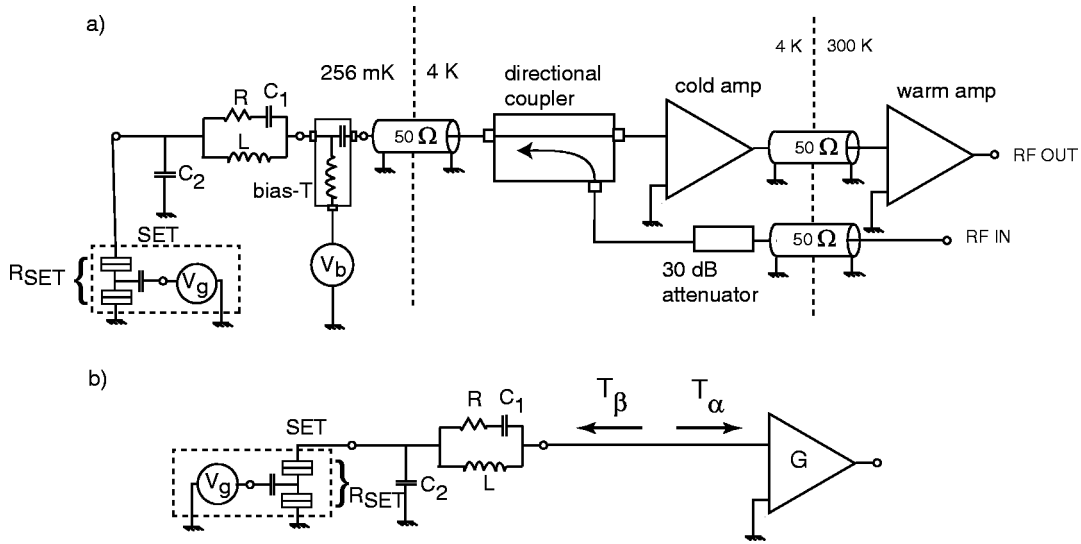 a)
4 K 300 K
256 mK 4 K
directional
coupler
cold amp
warm amp
R C1
L
50 Ω
50 Ω
RF OUT
C2
bias-T
SET
RSET
Vg
Vb
30 dB
attenuator
50 Ω
RF IN
b)
Tβ Tα
R C1
SET
L
G
Vg
RSET
C2